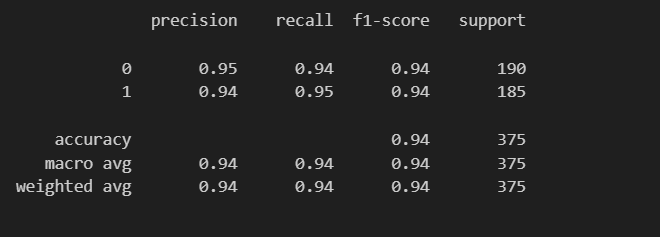 precision recall f1-score support
0 0.95 0.94 0.94 190
1 0.94 0.95 0.94 185
accuracy 0.94 375
macro avg 0.94 0.94 0.94 375
weighted avg 0.94 0.94 0.94 375